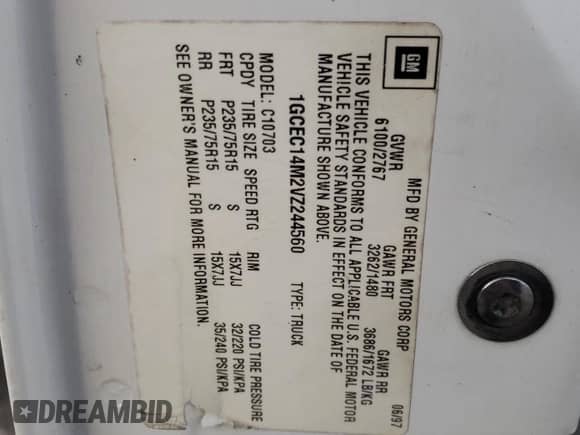 GM
MFD BY GENERAL MOTORS CORP 06/97
GVWR GAWR FRT GAWR RR
6100/2767 3262/1480 3686/1672 LB/KG
THIS VEHICLE CONFORMS TO ALL APPLICABLE U.S. FEDERAL MOTOR
VEHICLE SAFETY STANDARDS IN EFFECT ON THE DATE OF
MANUFACTURE SHOWN ABOVE.
1GCEC14M2VZ244560 TYPE: TRUCK
MODEL: C10703
CPDY TIRE SIZE SPEED RTG RIM COLD TIRE PRESSURE
FRT P235/75R15 S 15X7JJ 32/220 PSI/KPA
RR P235/75R15 S 15X7JJ 35/240 PSI/KPA
SEE OWNER'S MANUAL FOR MORE INFORMATION.
DREAMBID